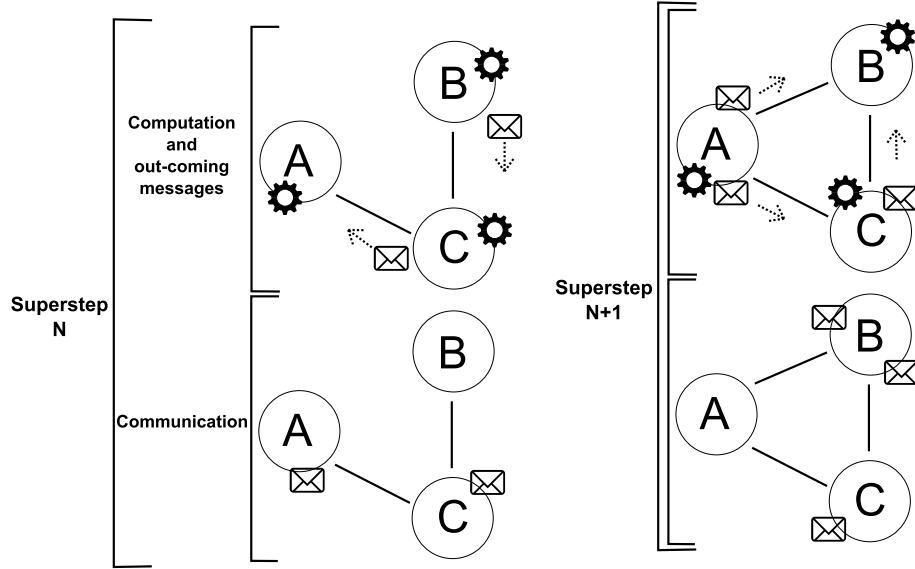 Superstep
N
Computation
and
out-coming
messages
A
B
C
Communication
A
B
C
Superstep
N+1
A
B
C
A
B
C